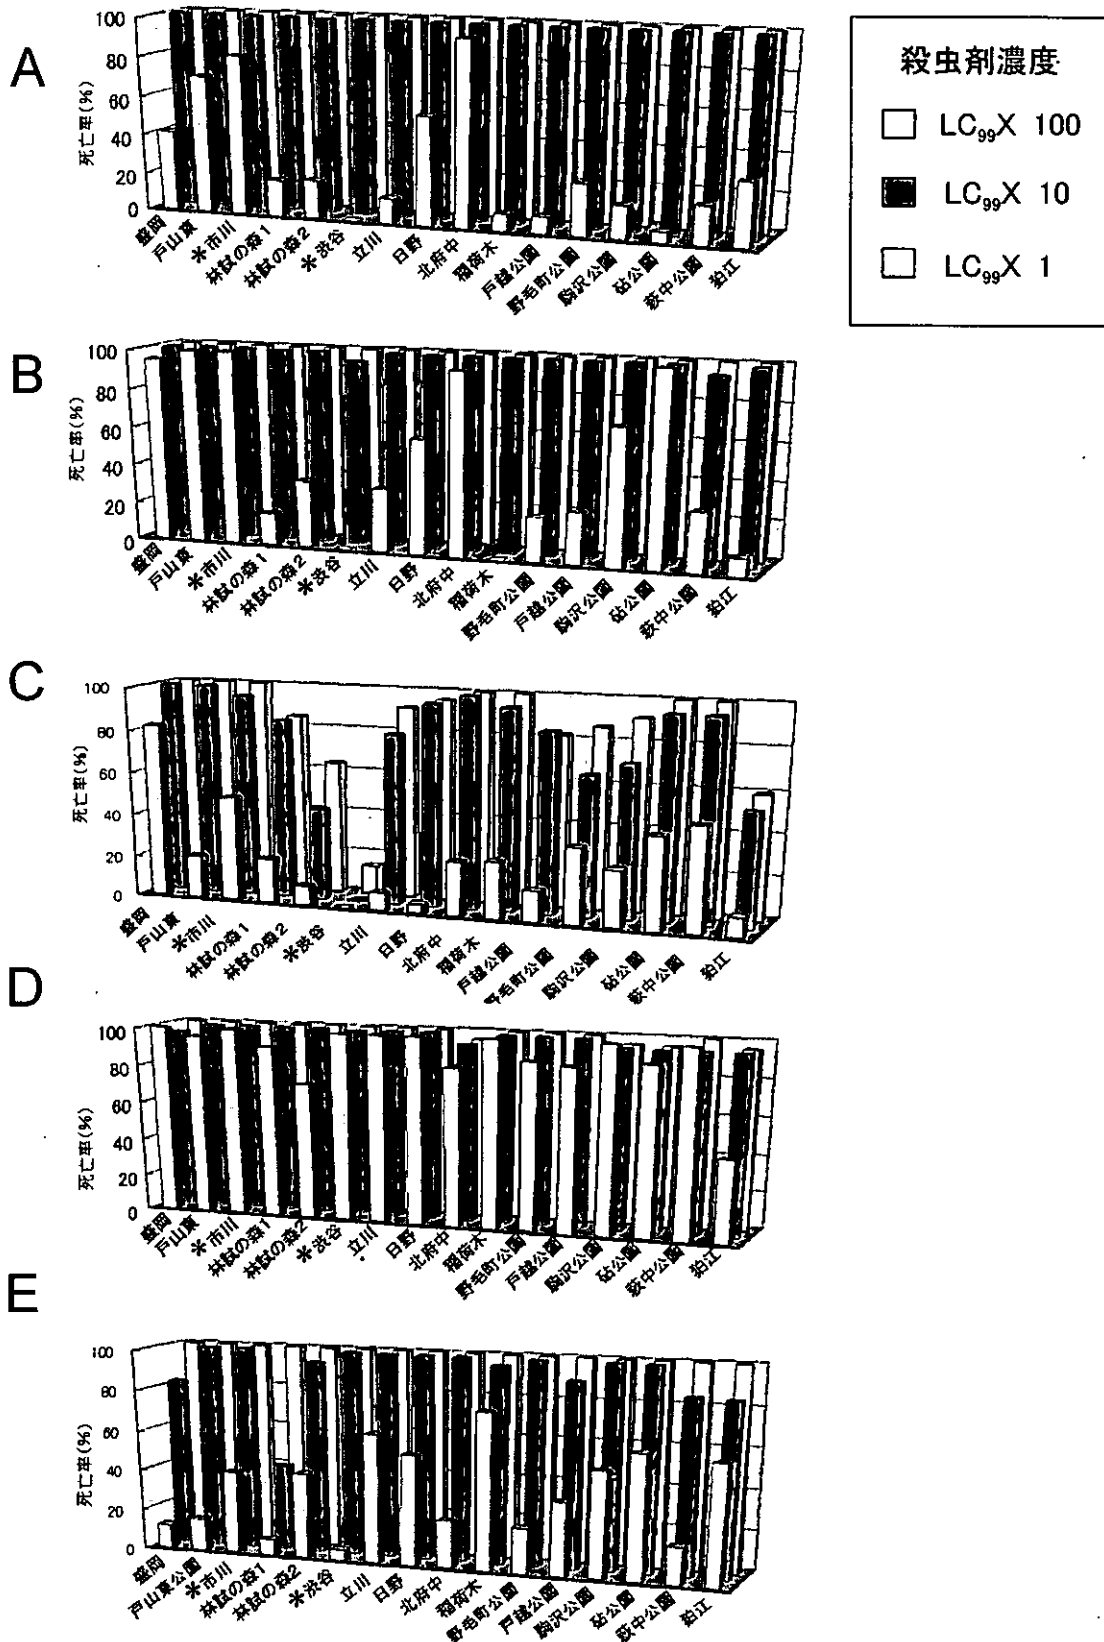 A
死亡率(%)
100
80
60
40
20
0
盛岡
戸山東
*市川
林試の森1
林試の森2
*渋谷
立川
日野
北府中
稲荷木
戸越公園
野毛町公園
駒沢公園
砧公園
萩中公園
狛江
殺虫剤濃度
LC₉₉X 100
LC₉₉X 10
LC₉₉X 1
B
死亡率(%)
100
80
60
40
20
0
盛岡
戸山東
*市川
林試の森1
林試の森2
*渋谷
立川
日野
北府中
稲荷木
野毛町公園
戸越公園
駒沢公園
砧公園
萩中公園
狛江
C
死亡率(%)
100
80
60
40
20
0
盛岡
戸山東
*市川
林試の森1
林試の森2
*渋谷
立川
日野
北府中
稲荷木
戸越公園
野毛町公園
駒沢公園
砧公園
萩中公園
狛江
D
死亡率(%)
100
80
60
40
20
0
盛岡
戸山東
*市川
林試の森1
林試の森2
*渋谷
立川
日野
北府中
稲荷木
野毛町公園
戸越公園
駒沢公園
砧公園
萩中公園
狛江
E
死亡率(%)
100
80
60
40
20
0
盛岡
戸山東公園
*市川
林試の森1
林試の森2
*渋谷
立川
日野
北府中
稲荷木
野毛町公園
戸越公園
駒沢公園
砧公園
萩中公園
狛江